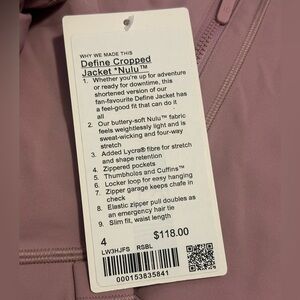 WHY WE MADE THIS
Define Cropped
Jacket *Nulu™
1. Whether you're up for adventure
or ready for downtime, this
shortened version of our
fan-favourite Define Jacket has
a feel-good fit that can do it
all
2. Our buttery-soft Nulu™ fabric
feels weightlessly light and is
sweat-wicking and four-way
stretch
3. Added Lycra® fibre for stretch
and shape retention
4. Zippered pockets
5. Thumbholes and Cuffins™
6. Locker loop for easy hanging
7. Zipper garage keeps chafe in
check
8. Elastic zipper pull doubles as
an emergency hair tie
9. Slim fit, waist length
4 $118.00
LW3HJFS RSBL
000153835841